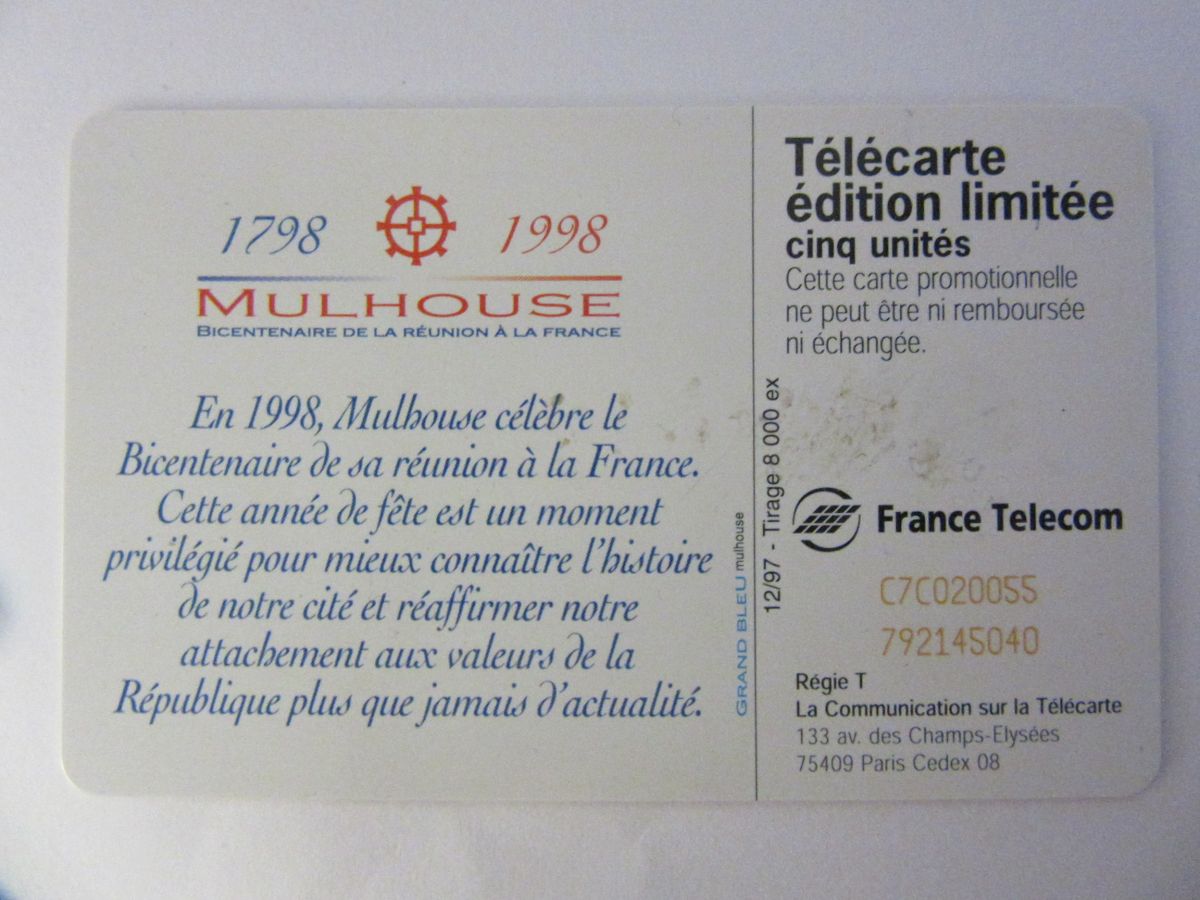 1798 1998
MULHOUSE
BICENTENAIRE DE LA RÉUNION À LA FRANCE
En 1998, Mulhouse célèbre le
Bicentenaire de sa réunion à la France.
Cette année de fête est un moment
privilégié pour mieux connaître l'histoire
de notre cité et réaffirmer notre
attachement aux valeurs de la
République plus que jamais d'actualité.
GRAND BLEU mulhouse
12/97 - Tirage 8 000 ex
Télécarte
édition limitée
cinq unités
Cette carte promotionnelle
ne peut être ni remboursée
ni échangée.
France Telecom
C7C020055
792145040
Régie T
La Communication sur la Télécarte
133 av. des Champs-Elysées
75409 Paris Cedex 08